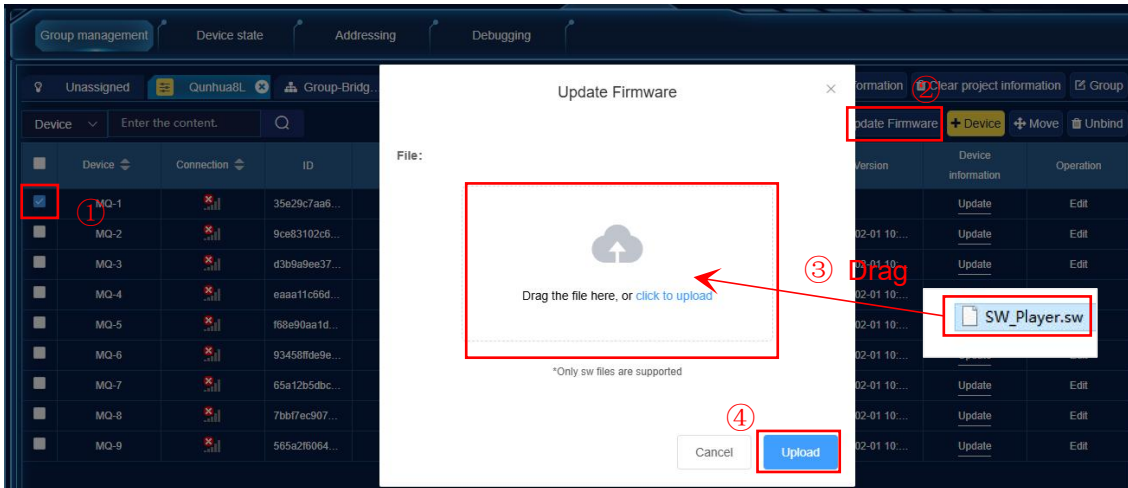 Group management Device state Addressing Debugging
Unassigned Qunhua8L Group-Bridg... ormation Clear project information Group
②
Device Enter the content. pdate Firmware + Device Move Unbind
Update Firmware
File:
Device Connection ID Version Device information Operation
① MQ-1 35e29c7aa6... Update Edit
MQ-2 9ce83102c6... 02-01 10:... Update Edit
MQ-3 d3b9a9ee37... 02-01 10:... Update Edit
MQ-4 eaaa11c66d... 02-01 10:...
MQ-5 f68e90aa1d... 02-01 10:...
MQ-6 93458ffde9e... 02-01 10:...
MQ-7 65a12b5dbc... 02-01 10:... Update Edit
MQ-8 7bbf7ec907... 02-01 10:... Update Edit
MQ-9 565a2f6064... 02-01 10:... Update Edit
Drag the file here, or click to upload
③ Drag
SW_Player.sw
*Only sw files are supported
④
Cancel Upload